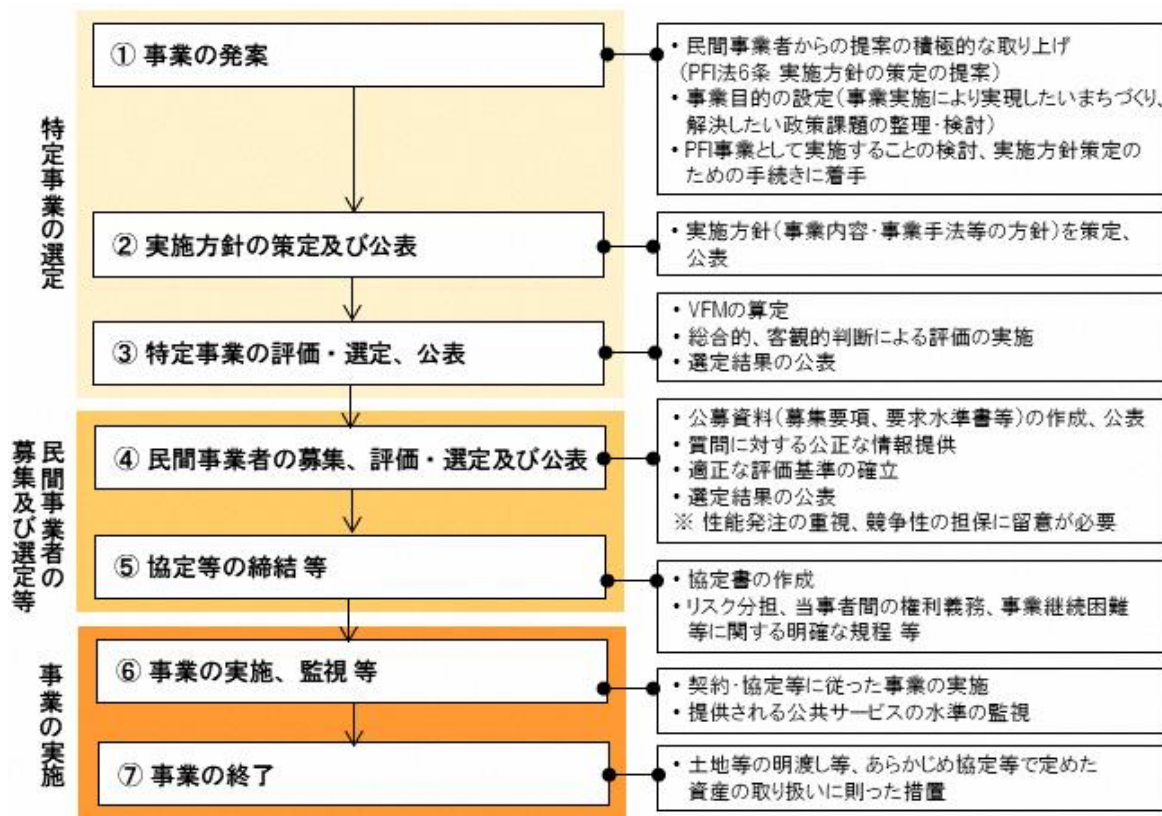 特定事業の選定
① 事業の発案
・民間事業者からの提案の積極的な取り上げ
（PFI法6条 実施方針の策定の提案）
・事業目的の設定（事業実施により実現したいまちづくり、
解決したい政策課題の整理・検討）
・PFI事業として実施することの検討、実施方針策定の
ための手続きに着手
② 実施方針の策定及び公表
・実施方針（事業内容・事業手法等の方針）を策定、
公表
③ 特定事業の評価・選定、公表
・VFMの算定
・総合的、客観的判断による評価の実施
・選定結果の公表
民間事業者の
募集及び選定等
④ 民間事業者の募集、評価・選定及び公表
・公募資料（募集要項、要求水準書等）の作成、公表
・質問に対する公正な情報提供
・適正な評価基準の確立
・選定結果の公表
※ 性能発注の重視、競争性の担保に留意が必要
⑤ 協定等の締結 等
・協定書の作成
・リスク分担、当事者間の権利義務、事業継続困難
等に関する明確な規程 等
事業の実施
⑥ 事業の実施、監視 等
・契約・協定等に従った事業の実施
・提供される公共サービスの水準の監視
⑦ 事業の終了
・土地等の明渡し等、あらかじめ協定等で定めた
資産の取り扱いに則った措置